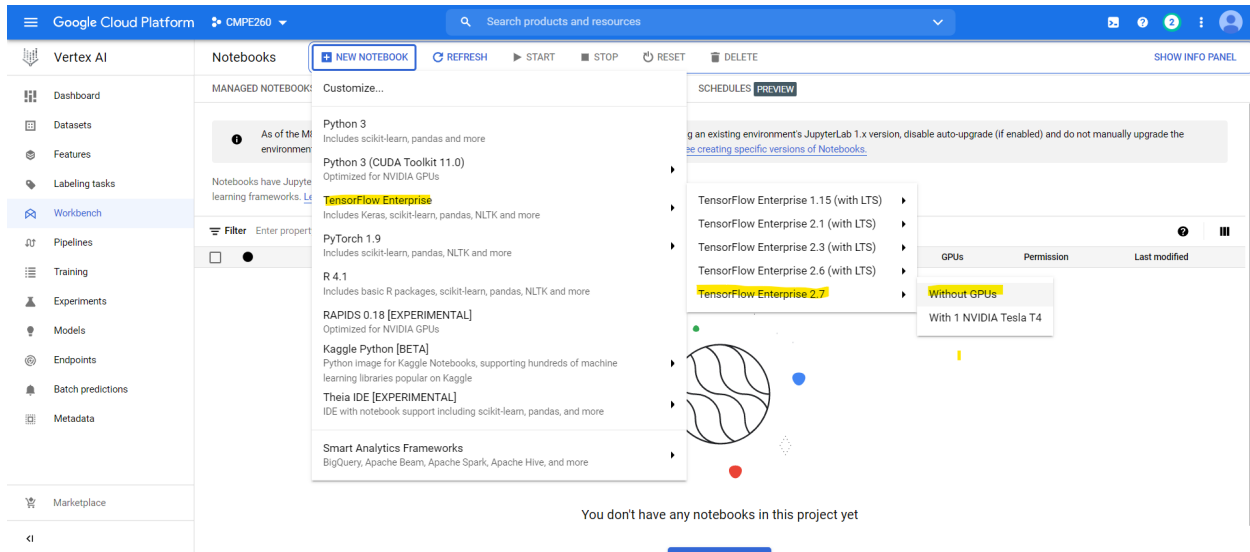 Google Cloud Platform
CMPE260
Search products and resources
2
Vertex AI
Notebooks
NEW NOTEBOOK
REFRESH
START
STOP
RESET
DELETE
SHOW INFO PANEL
Dashboard
Datasets
Features
Labeling tasks
Workbench
Pipelines
Training
Experiments
Models
Endpoints
Batch predictions
Metadata
Marketplace
MANAGED NOTEBOOKS
SCHEDULES PREVIEW
As of the M
g an existing environment's JupyterLab 1.x version, disable auto-upgrade (if enabled) and do not manually upgrade the
environment
ee creating specific versions of Notebooks.
Notebooks have Jupyte
learning frameworks. Le
Filter Enter propert
GPUs
Permission
Last modified
Customize...
Python 3
Includes scikit-learn, pandas and more
Python 3 (CUDA Toolkit 11.0)
Optimized for NVIDIA GPUs
TensorFlow Enterprise
Includes Keras, scikit-learn, pandas, NLTK and more
PyTorch 1.9
Includes scikit-learn, pandas, NLTK and more
R 4.1
Includes basic R packages, scikit-learn, pandas, NLTK and more
RAPIDS 0.18 [EXPERIMENTAL]
Optimized for NVIDIA GPUs
Kaggle Python [BETA]
Python image for Kaggle Notebooks, supporting hundreds of machine
learning libraries popular on Kaggle
Theia IDE [EXPERIMENTAL]
IDE with notebook support including scikit-learn, pandas, and more
Smart Analytics Frameworks
BigQuery, Apache Beam, Apache Spark, Apache Hive, and more
TensorFlow Enterprise 1.15 (with LTS)
TensorFlow Enterprise 2.1 (with LTS)
TensorFlow Enterprise 2.3 (with LTS)
TensorFlow Enterprise 2.6 (with LTS)
TensorFlow Enterprise 2.7
Without GPUs
With 1 NVIDIA Tesla T4
You don't have any notebooks in this project yet